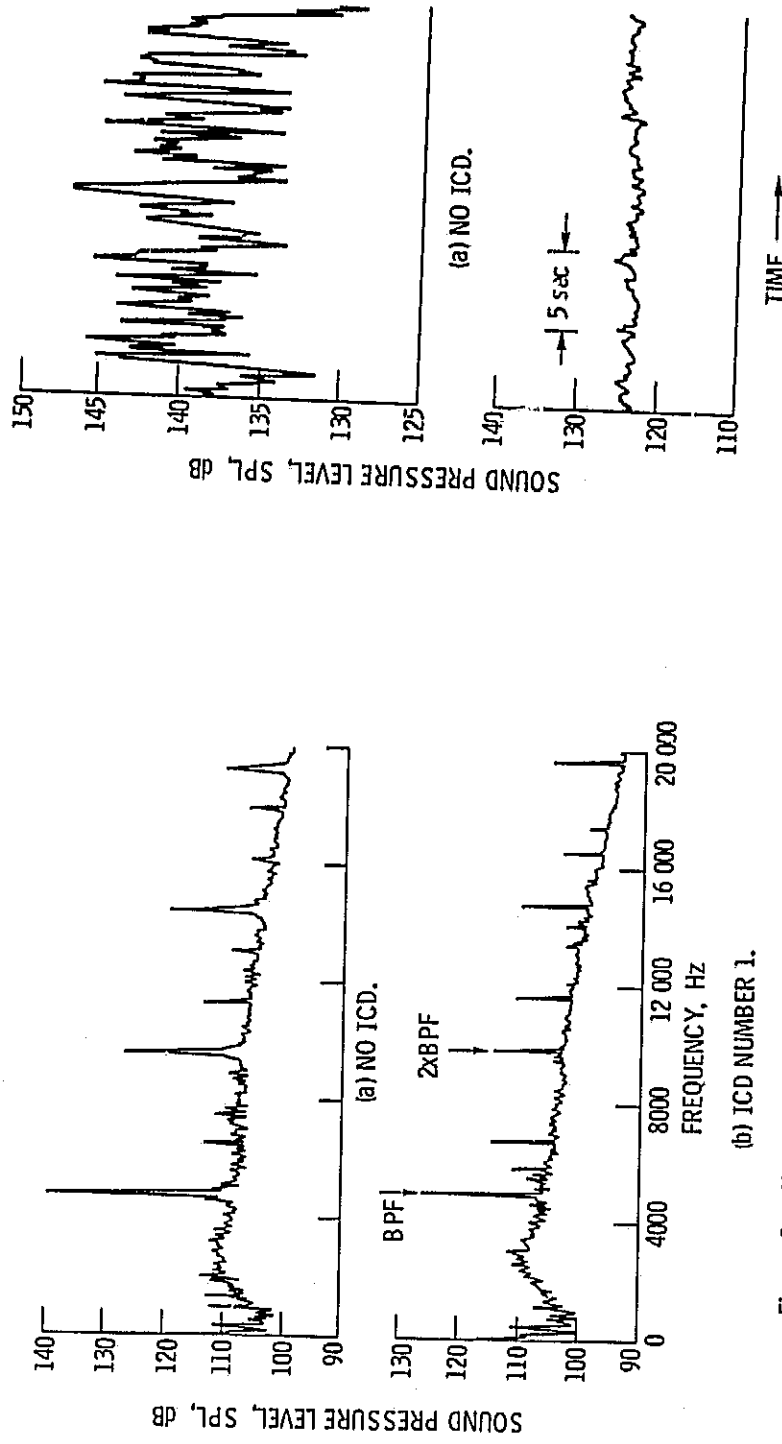 SOUND PRESSURE LEVEL, SPL, dB
140
130
120
110
100
90
(a) NO ICD.
130
120
110
100
90
BPF
2xBPF
0
4000
8000
12 000
16 000
20 000
FREQUENCY, Hz
(b) ICD NUMBER 1.
SOUND PRESSURE LEVEL, SPL, dB
150
145
140
135
130
125
(a) NO ICD.
140
130
120
110
5 sec
TIME